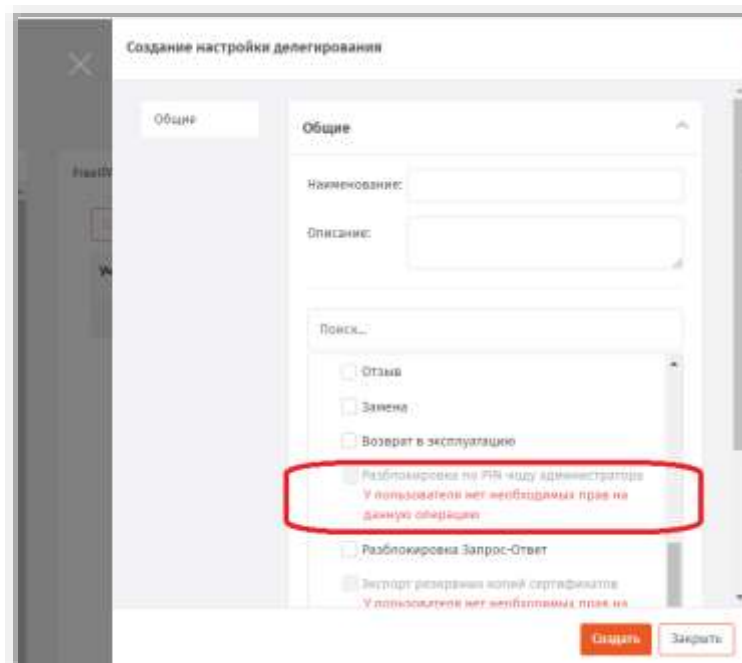 Создание настройки делегирования
Общие
Общие
Наименование:
Описание:
Поиск...
Отзыв
Замена
Возврат в эксплуатацию
Разблокировка по PIN-коду администратора
У пользователя нет необходимых прав на
данную операцию
Разблокировка Запрос-Ответ
Экспорт резервных копий сертификатов
У пользователя нет необходимых прав на
Создать
Закрыть